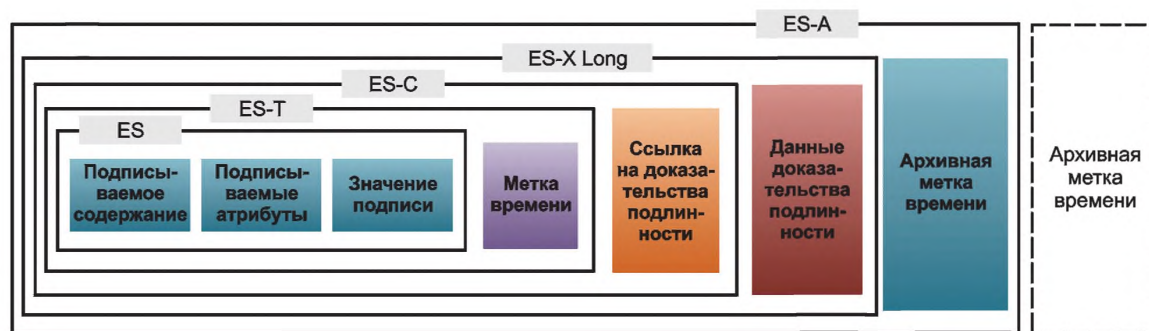 ES-A
ES-X Long
ES-C
ES-T
ES
Подписы-
ваемое
содержание
Подписы-
ваемые
атрибуты
Значение
подписи
Метка
времени
Ссылка
на доказа-
тельства
подлин-
ности
Данные
доказа-
тельства
подлин-
ности
Архивная
метка
времени
Архивная
метка
времени